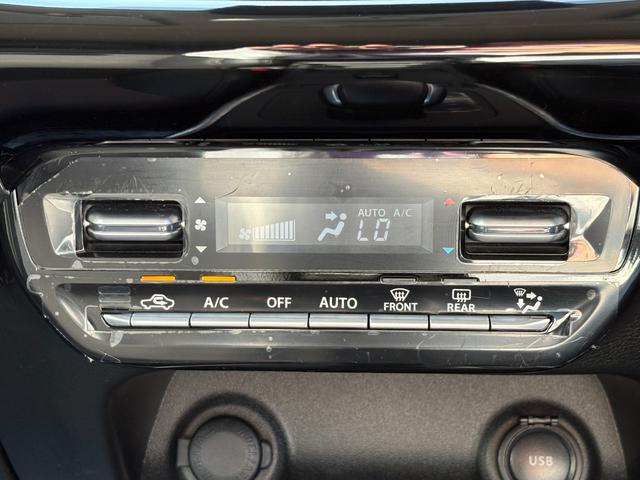 AUTO A/C
LO
A/C OFF AUTO FRONT REAR
USB